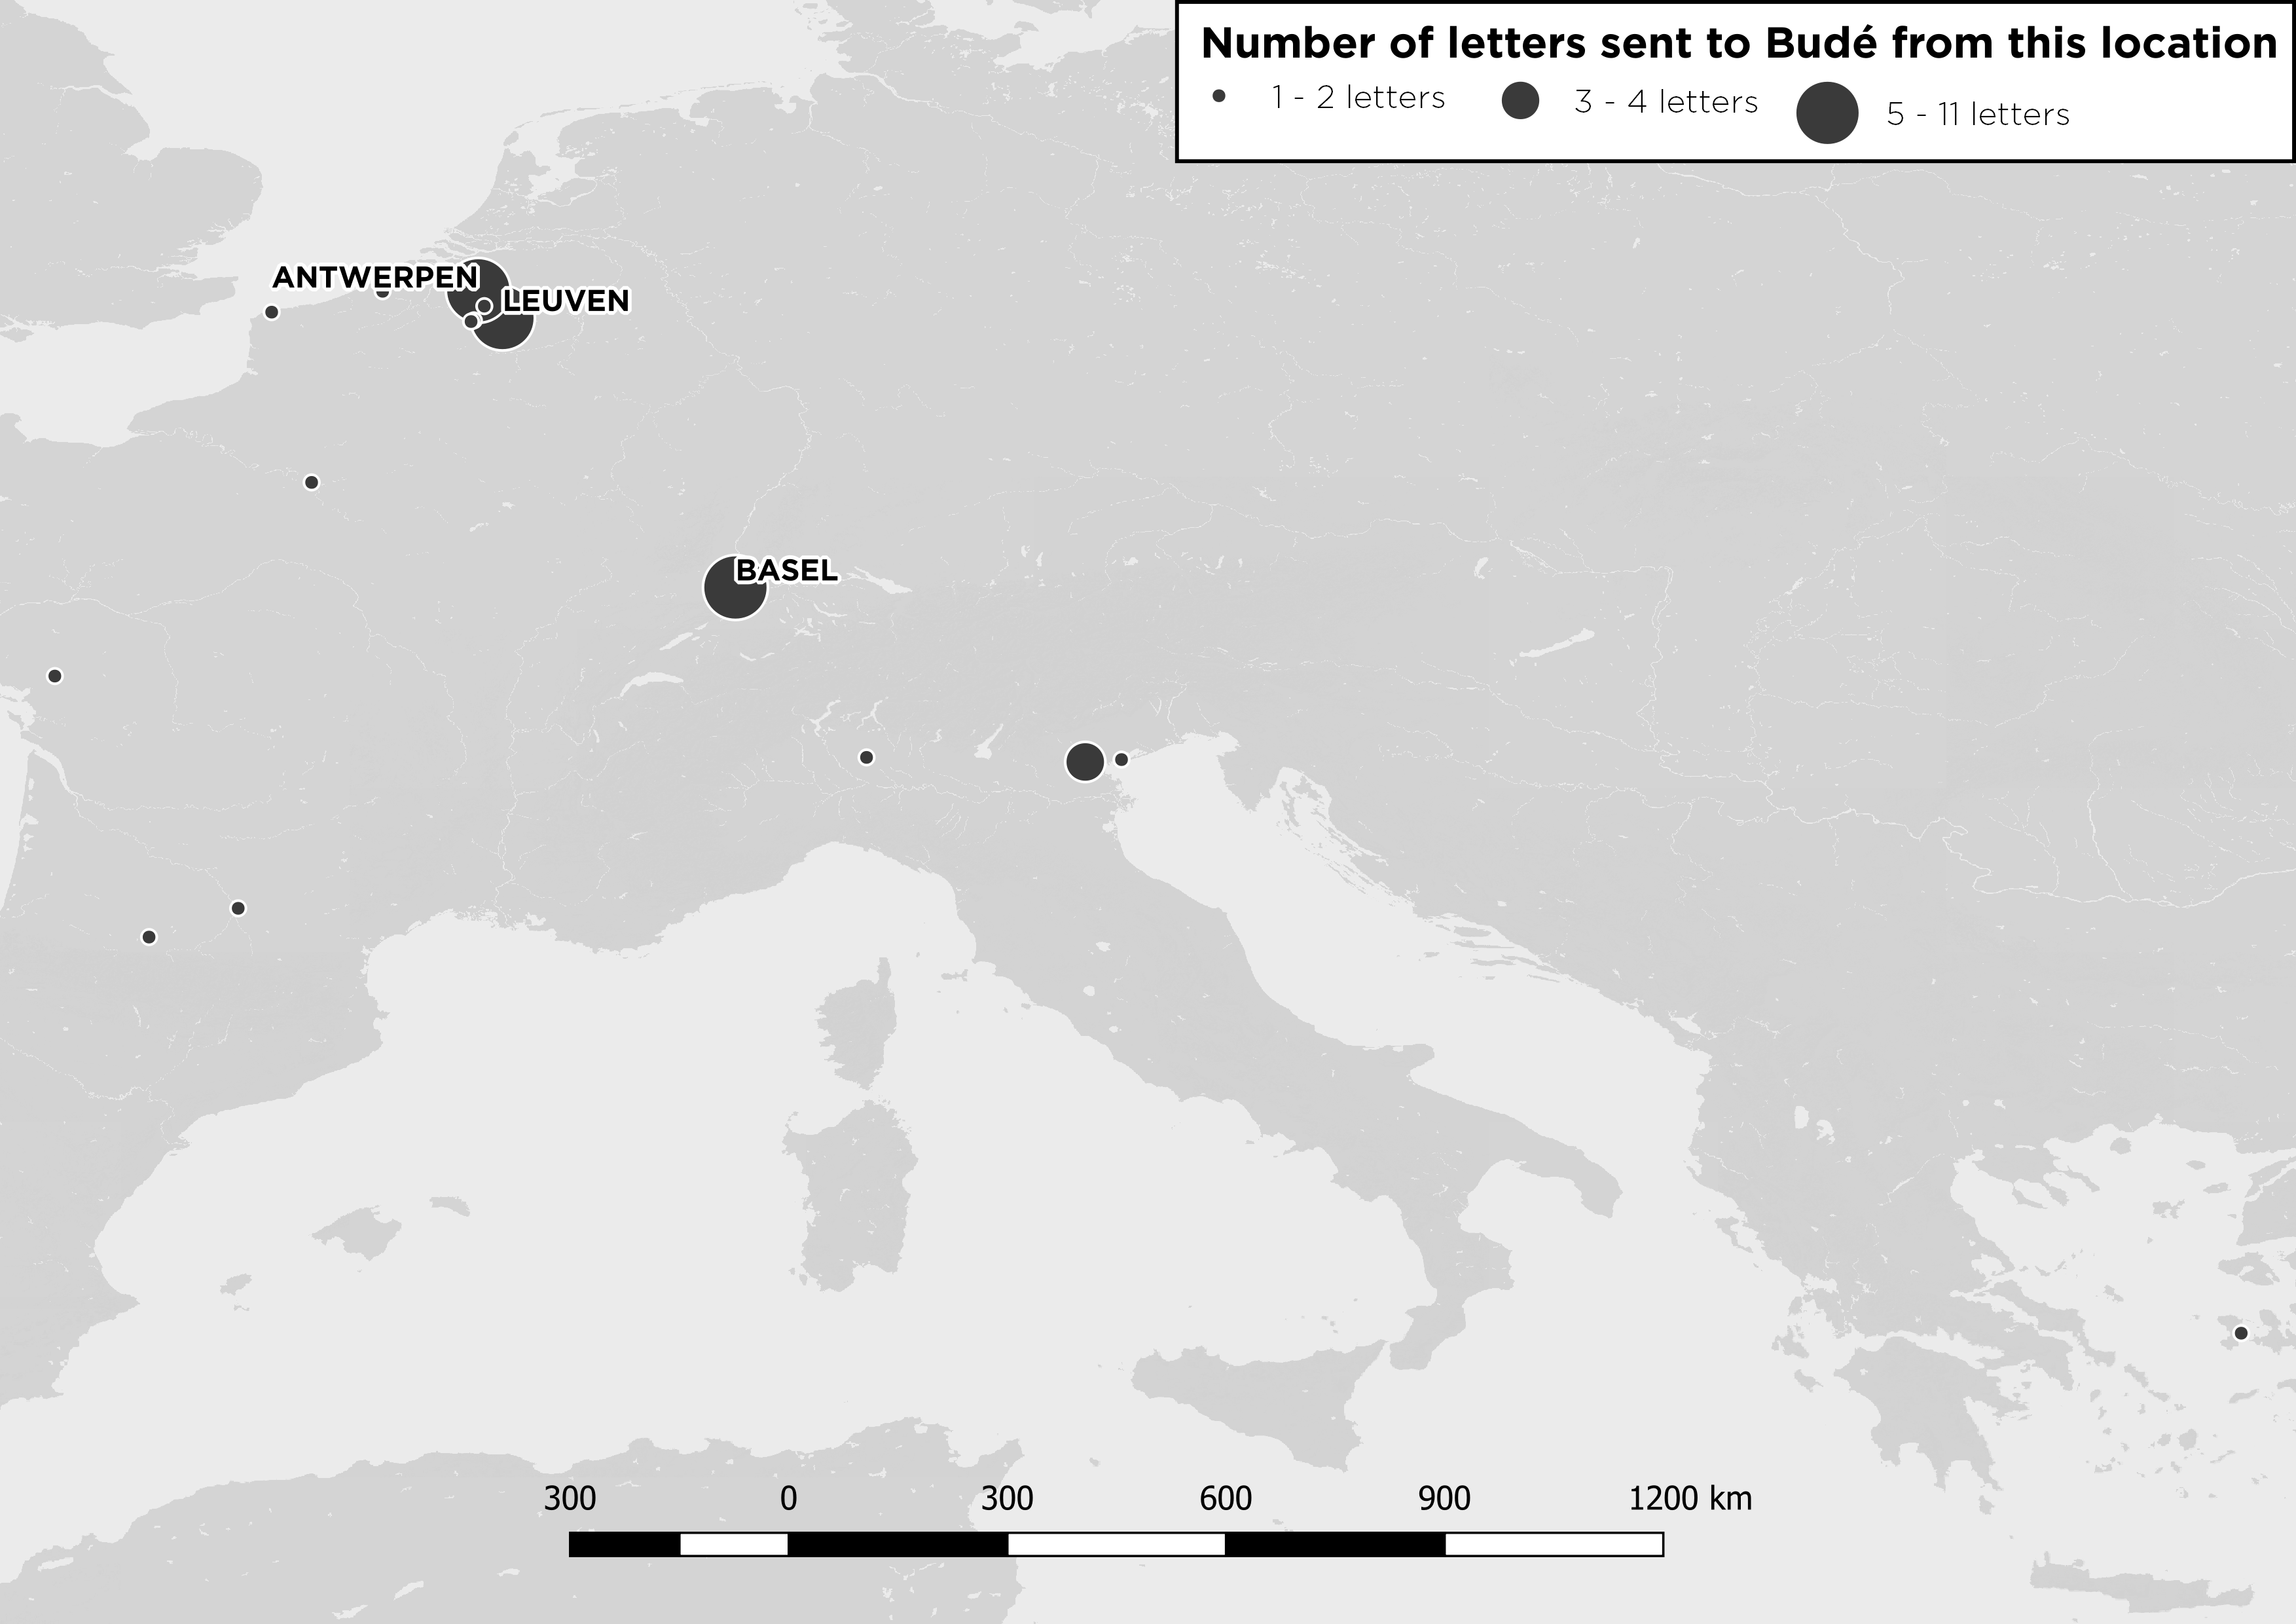 Number of letters sent to Budé from this location
1 - 2 letters 3 - 4 letters 5 - 11 letters
ANTWERPEN
LEUVEN
BASEL
300 0 300 600 900 1200 km